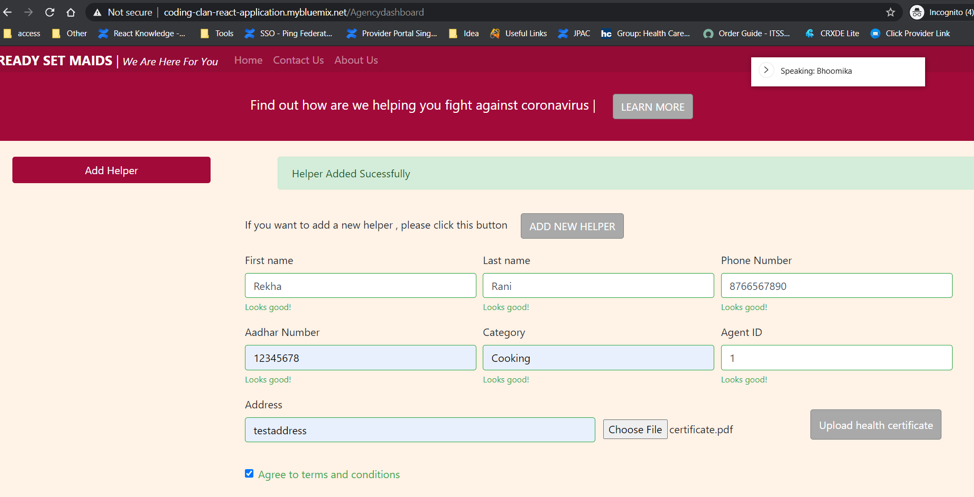 Not secure | coding-clan-react-application.mybluemix.net/Agencydashboard Incognito (4)
access Other React Knowledge -... Tools SSO - Ping Federat... Provider Portal Sing... Idea Useful Links JPAC hc Group: Health Care... Order Guide - ITSS... CRXDE Lite Click Provider Link
READY SET MAIDS | We Are Here For You Home Contact Us About Us
Speaking: Bhoomika
Find out how are we helping you fight against coronavirus | LEARN MORE
Add Helper
Helper Added Sucessfully
If you want to add a new helper , please click this button ADD NEW HELPER
First name Last name Phone Number
Rekha Rani 8766567890
Looks good! Looks good! Looks good!
Aadhar Number Category Agent ID
12345678 Cooking 1
Looks good! Looks good! Looks good!
Address
testaddress Choose File certificate.pdf Upload health certificate
Agree to terms and conditions